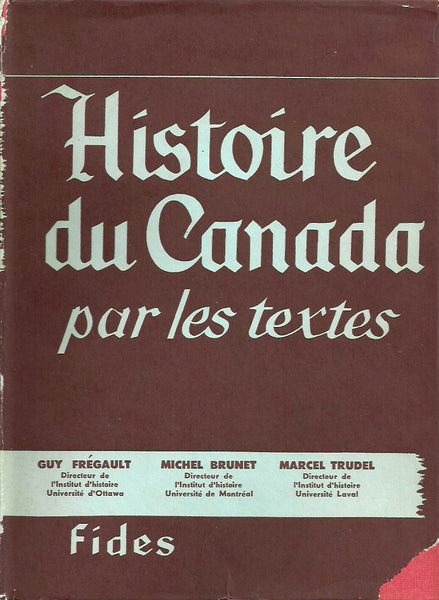 Histoire
du Canada
par les textes
GUY FRÉGAULT
Directeur de
l'Institut d'histoire
Université d'Ottawa
MICHEL BRUNET
Directeur de
l'Institut d'histoire
Université de Montréal
MARCEL TRUDEL
Directeur de
l'Institut d'histoire
Université Laval
fides